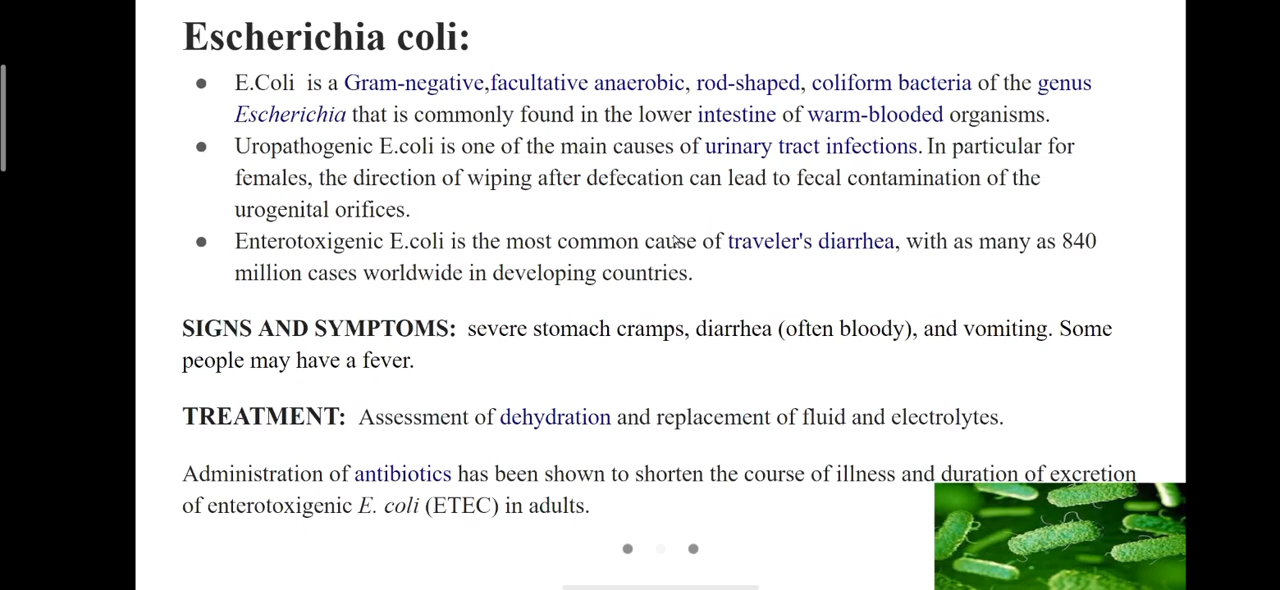 Escherichia coli:
● E.Coli is a Gram-negative,facultative anaerobic, rod-shaped, coliform bacteria of the genus
Escherichia that is commonly found in the lower intestine of warm-blooded organisms.
● Uropathogenic E.coli is one of the main causes of urinary tract infections. In particular for
females, the direction of wiping after defecation can lead to fecal contamination of the
urogenital orifices.
● Enterotoxigenic E.coli is the most common cause of traveler's diarrhea, with as many as 840
million cases worldwide in developing countries.
SIGNS AND SYMPTOMS: severe stomach cramps, diarrhea (often bloody), and vomiting. Some
people may have a fever.
TREATMENT: Assessment of dehydration and replacement of fluid and electrolytes.
Administration of antibiotics has been shown to shorten the course of illness and duration of excretion
of enterotoxigenic E. coli (ETEC) in adults.